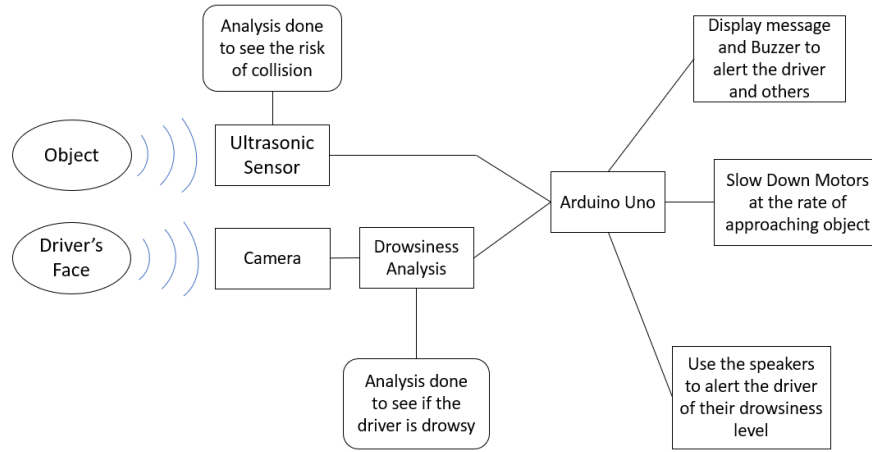 Analysis done
to see the risk
of collision
Object
Ultrasonic
Sensor
Driver's
Face
Camera
Drowsiness
Analysis
Analysis done
to see if the
driver is drowsy
Arduino Uno
Display message
and Buzzer to
alert the driver
and others
Slow Down Motors
at the rate of
approaching object
Use the speakers
to alert the driver
of their drowsiness
level